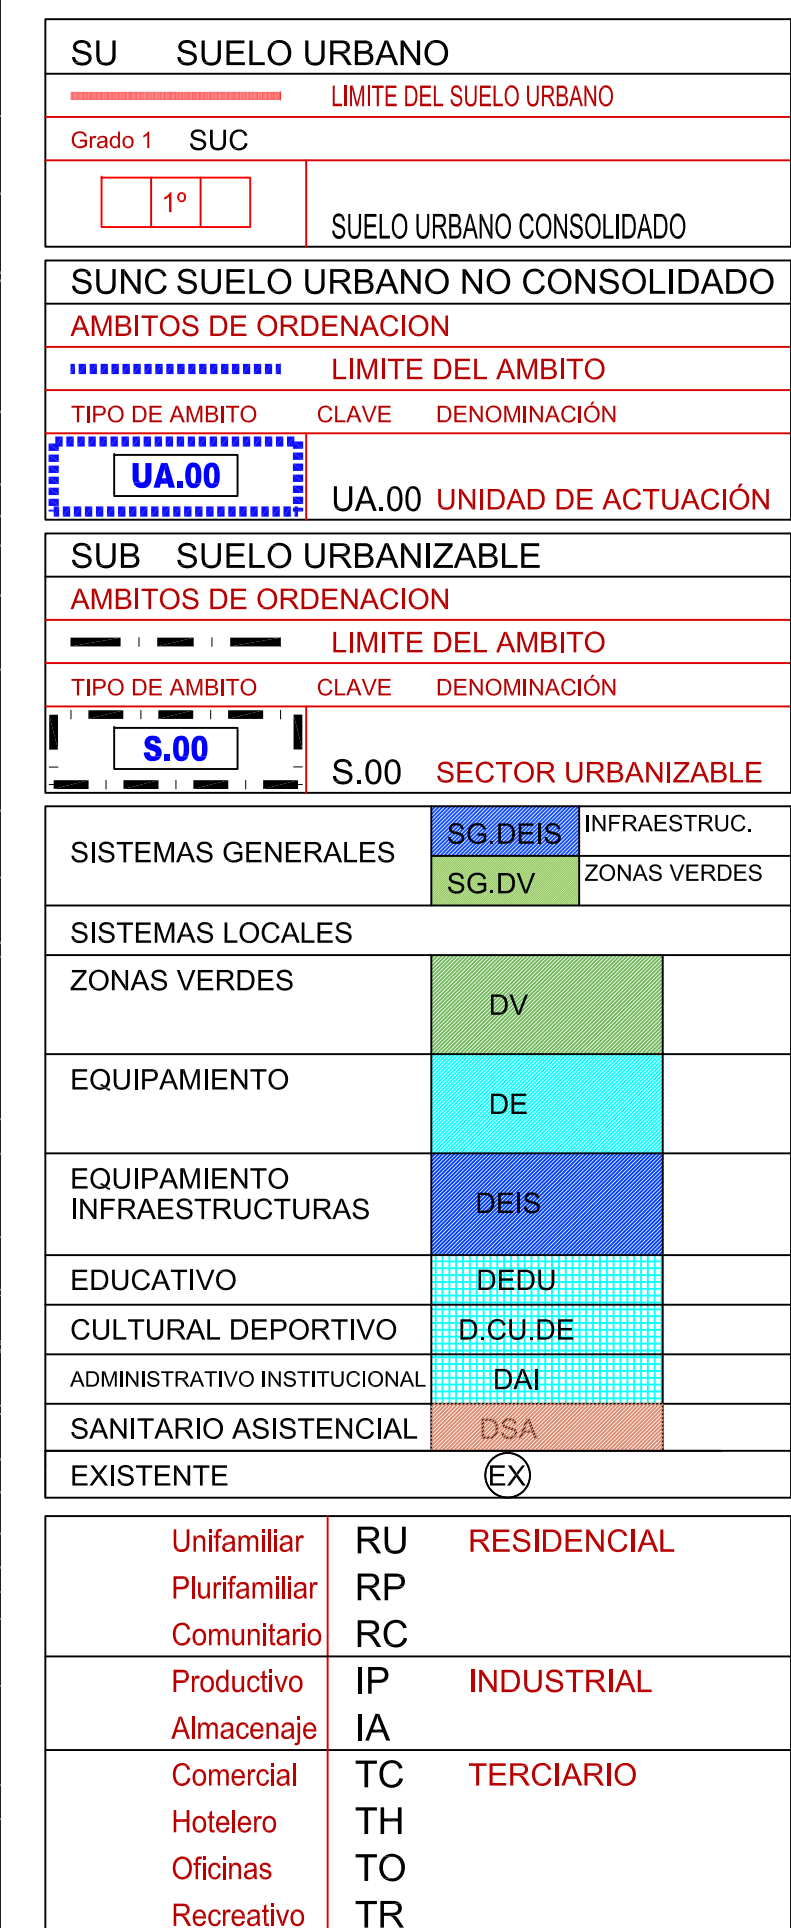 SU SUELO URBANO
LIMITE DEL SUELO URBANO
Grado 1 SUC
1º
SUELO URBANO CONSOLIDADO
SUNC SUELO URBANO NO CONSOLIDADO
AMBITOS DE ORDENACION
LIMITE DEL AMBITO
TIPO DE AMBITO CLAVE DENOMINACIÓN
UA.00
UA.00 UNIDAD DE ACTUACIÓN
SUB SUELO URBANIZABLE
AMBITOS DE ORDENACION
LIMITE DEL AMBITO
TIPO DE AMBITO CLAVE DENOMINACIÓN
S.00
S.00 SECTOR URBANIZABLE
SISTEMAS GENERALES
SG.DEIS INFRAESTRUC.
SG.DV ZONAS VERDES
SISTEMAS LOCALES
ZONAS VERDES DV
EQUIPAMIENTO DE
EQUIPAMIENTO
INFRAESTRUCTURAS DEIS
EDUCATIVO DEDU
CULTURAL DEPORTIVO D.CU.DE
ADMINISTRATIVO INSTITUCIONAL DAI
SANITARIO ASISTENCIAL DSA
EXISTENTE EX
Unifamiliar RU RESIDENCIAL
Plurifamiliar RP
Comunitario RC
Productivo IP INDUSTRIAL
Almacenaje IA
Comercial TC TERCIARIO
Hotelero TH
Oficinas TO
Recreativo TR